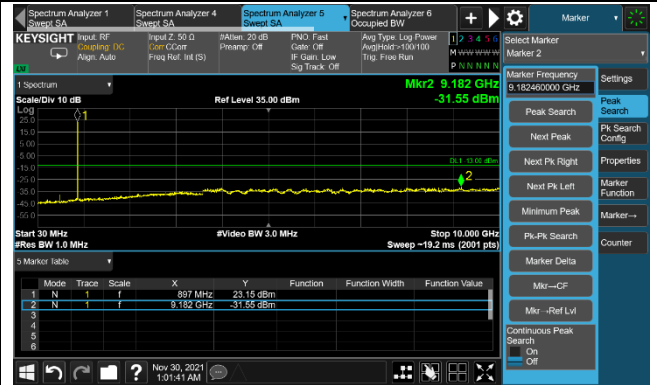 Spectrum Analyzer 1
Swept SA
Spectrum Analyzer 4
Swept SA
Spectrum Analyzer 5
Swept SA
Spectrum Analyzer 6
Occupied BW
Marker
KEYSIGHT
Input: RF
Coupling: DC
Align: Auto
Input Z: 50 Ω
Corr CCorr
Freq Ref: Int (S)
#Atten: 20 dB
Preamp: Off
PNO: Fast
Gate: Off
IF Gain: Low
Sig Track: Off
Avg Type: Log Power
Avg|Hold:>100/100
Trig: Free Run
1 2 3 4 5 6
M W W W W W
P N N N N N
LXI
Select Marker
Marker 2
1 Spectrum
Mkr2 9.182 GHz
-31.55 dBm
Scale/Div 10 dB
Ref Level 35.00 dBm
Log
25.0
15.0
5.00
-5.00
-15.0
-25.0
-35.0
-45.0
-55.0
1
DL1 -13.00 dBm
2
Start 30 MHz
#Video BW 3.0 MHz
Stop 10.000 GHz
#Res BW 1.0 MHz
Sweep ~19.2 ms (2001 pts)
5 Marker Table
Mode Trace Scale X Y Function Function Width Function Value
1 N 1 f 897 MHz 23.15 dBm
2 N 1 f 9.182 GHz -31.55 dBm
3
4
5
6
Marker Frequency
9.182460000 GHz
Peak Search
Next Peak
Next Pk Right
Next Pk Left
Minimum Peak
Pk-Pk Search
Marker Delta
Mkr→CF
Mkr→Ref Lvl
Continuous Peak
Search
On
Off
Settings
Peak
Search
Pk Search
Config
Properties
Marker
Function
Marker→
Counter
Nov 30, 2021
1:01:41 AM